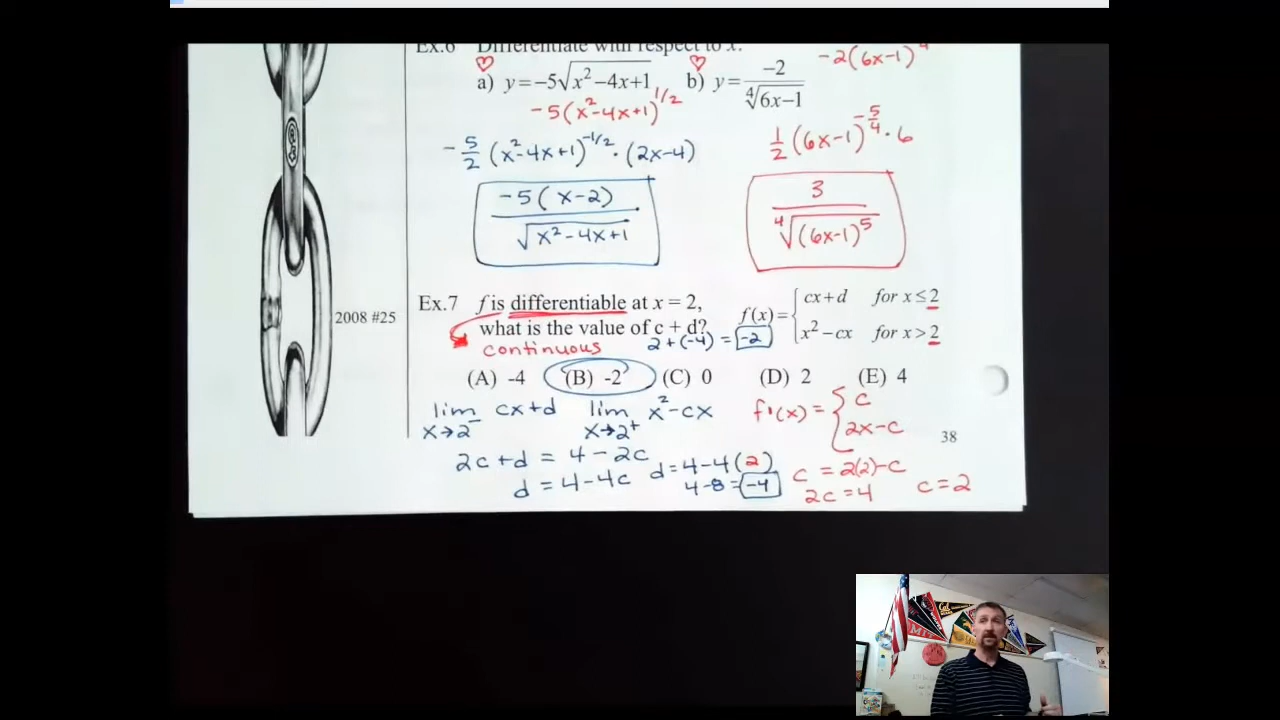 Ex.6 Differentiate with respect to x.
a) y=-5√(x²-4x+1)
-5(x²-4x+1)^(1/2)
-5/2 (x²-4x+1)^(-1/2) · (2x-4)
-5(x-2)
√(x²-4x+1)
b) y= -2/∜(6x-1)
-2(6x-1)
1/2 (6x-1)^(-5/4) · 6
3
∜((6x-1)⁵)
2008 #25
Ex.7 f is differentiable at x = 2,
what is the value of c + d?
f(x)= { cx+d for x≤2
x²-cx for x>2
continuous
2+(-4) = -2
(A) -4 (B) -2 (C) 0 (D) 2 (E) 4
lim x→2⁻ cx+d lim x→2⁺ x²-cx
2c+d = 4-2c
d = 4-4c
d=4-4(2)
4-8=-4
f'(x) = { c
2x-c
c = 2(2)-c
2c=4 c=2
38
MIT
Cal